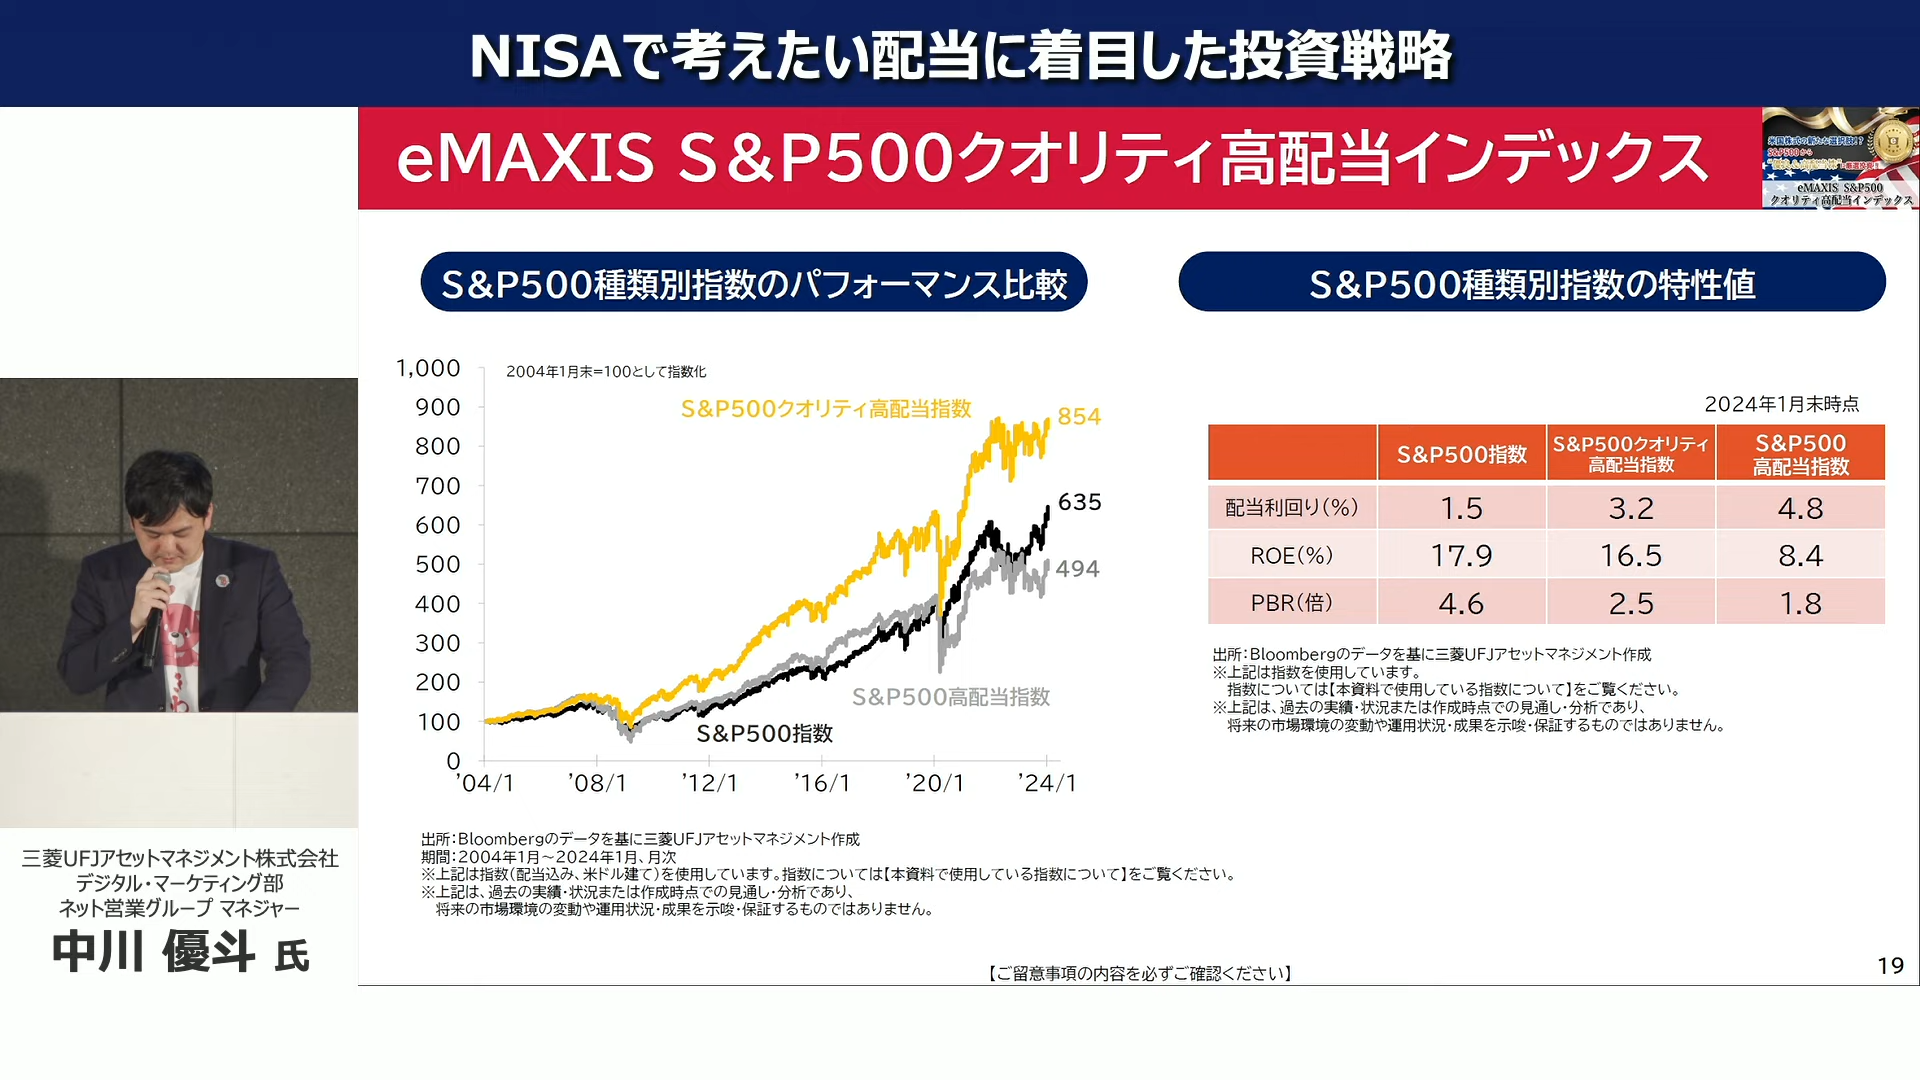 NISAで考えたい配当に着目した投資戦略
eMAXIS S&P500クオリティ高配当インデックス
米国株式の新たな選択肢!?
S&P500から
eMAXIS S&P500
クオリティ高配当インデックス
S&P500種類別指数のパフォーマンス比較
2004年1月末=100として指数化
1,000
900
800
700
600
500
400
300
200
100
0
'04/1 '08/1 '12/1 '16/1 '20/1 '24/1
S&P500クオリティ高配当指数
854
635
494
S&P500高配当指数
S&P500指数
出所:Bloombergのデータを基に三菱UFJアセットマネジメント作成
期間:2004年1月～2024年1月、月次
※上記は指数(配当込み、米ドル建て)を使用しています。指数については【本資料で使用している指数について】をご覧ください。
※上記は、過去の実績・状況または作成時点での見通し・分析であり、
将来の市場環境の変動や運用状況・成果を示唆・保証するものではありません。
S&P500種類別指数の特性値
2024年1月末時点
S&P500指数 S&P500クオリティ高配当指数 S&P500高配当指数
配当利回り(%) 1.5 3.2 4.8
ROE(%) 17.9 16.5 8.4
PBR(倍) 4.6 2.5 1.8
出所:Bloombergのデータを基に三菱UFJアセットマネジメント作成
※上記は指数を使用しています。
指数については【本資料で使用している指数について】をご覧ください。
※上記は、過去の実績・状況または作成時点での見通し・分析であり、
将来の市場環境の変動や運用状況・成果を示唆・保証するものではありません。
【ご留意事項の内容を必ずご確認ください】
19
三菱UFJアセットマネジメント株式会社
デジタル・マーケティング部
ネット営業グループ マネジャー
中川 優斗 氏